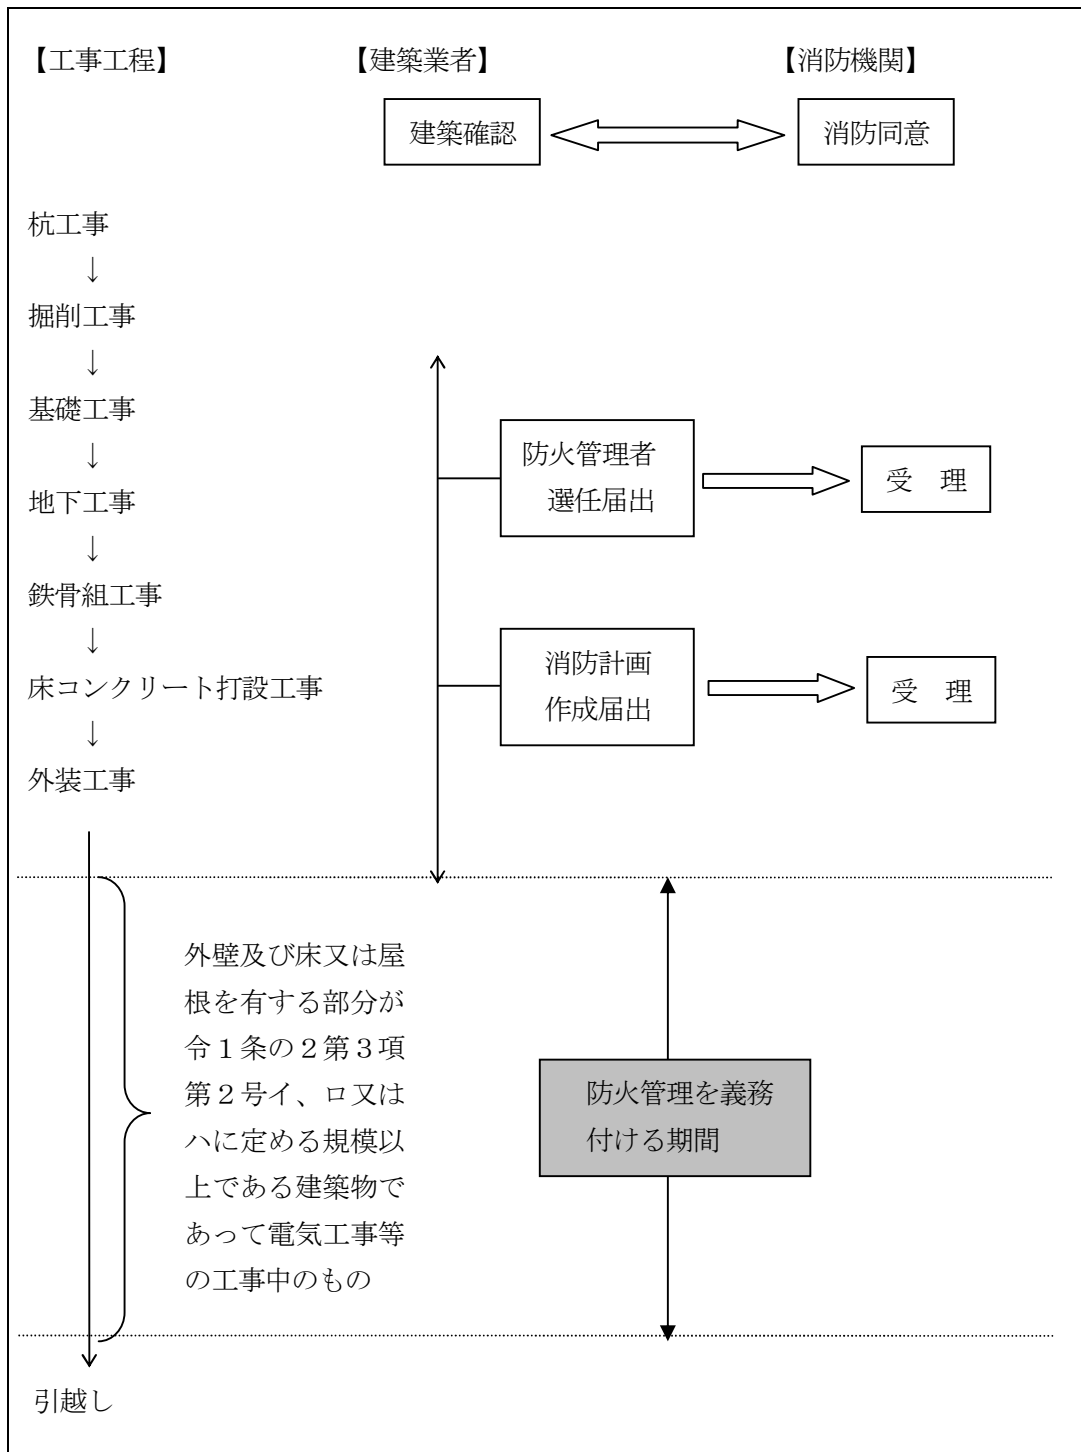 【工事工程】
【建築業者】
【消防機関】
建築確認
消防同意
杭工事
↓
掘削工事
↓
基礎工事
↓
地下工事
↓
鉄骨組工事
↓
床コンクリート打設工事
↓
外装工事
防火管理者
選任届出
受　理
消防計画
作成届出
受　理
外壁及び床又は屋
根を有する部分が
令１条の２第３項
第２号イ、ロ又は
ハに定める規模以
上である建築物で
あって電気工事等
の工事中のもの
防火管理を義務
付ける期間
引越し